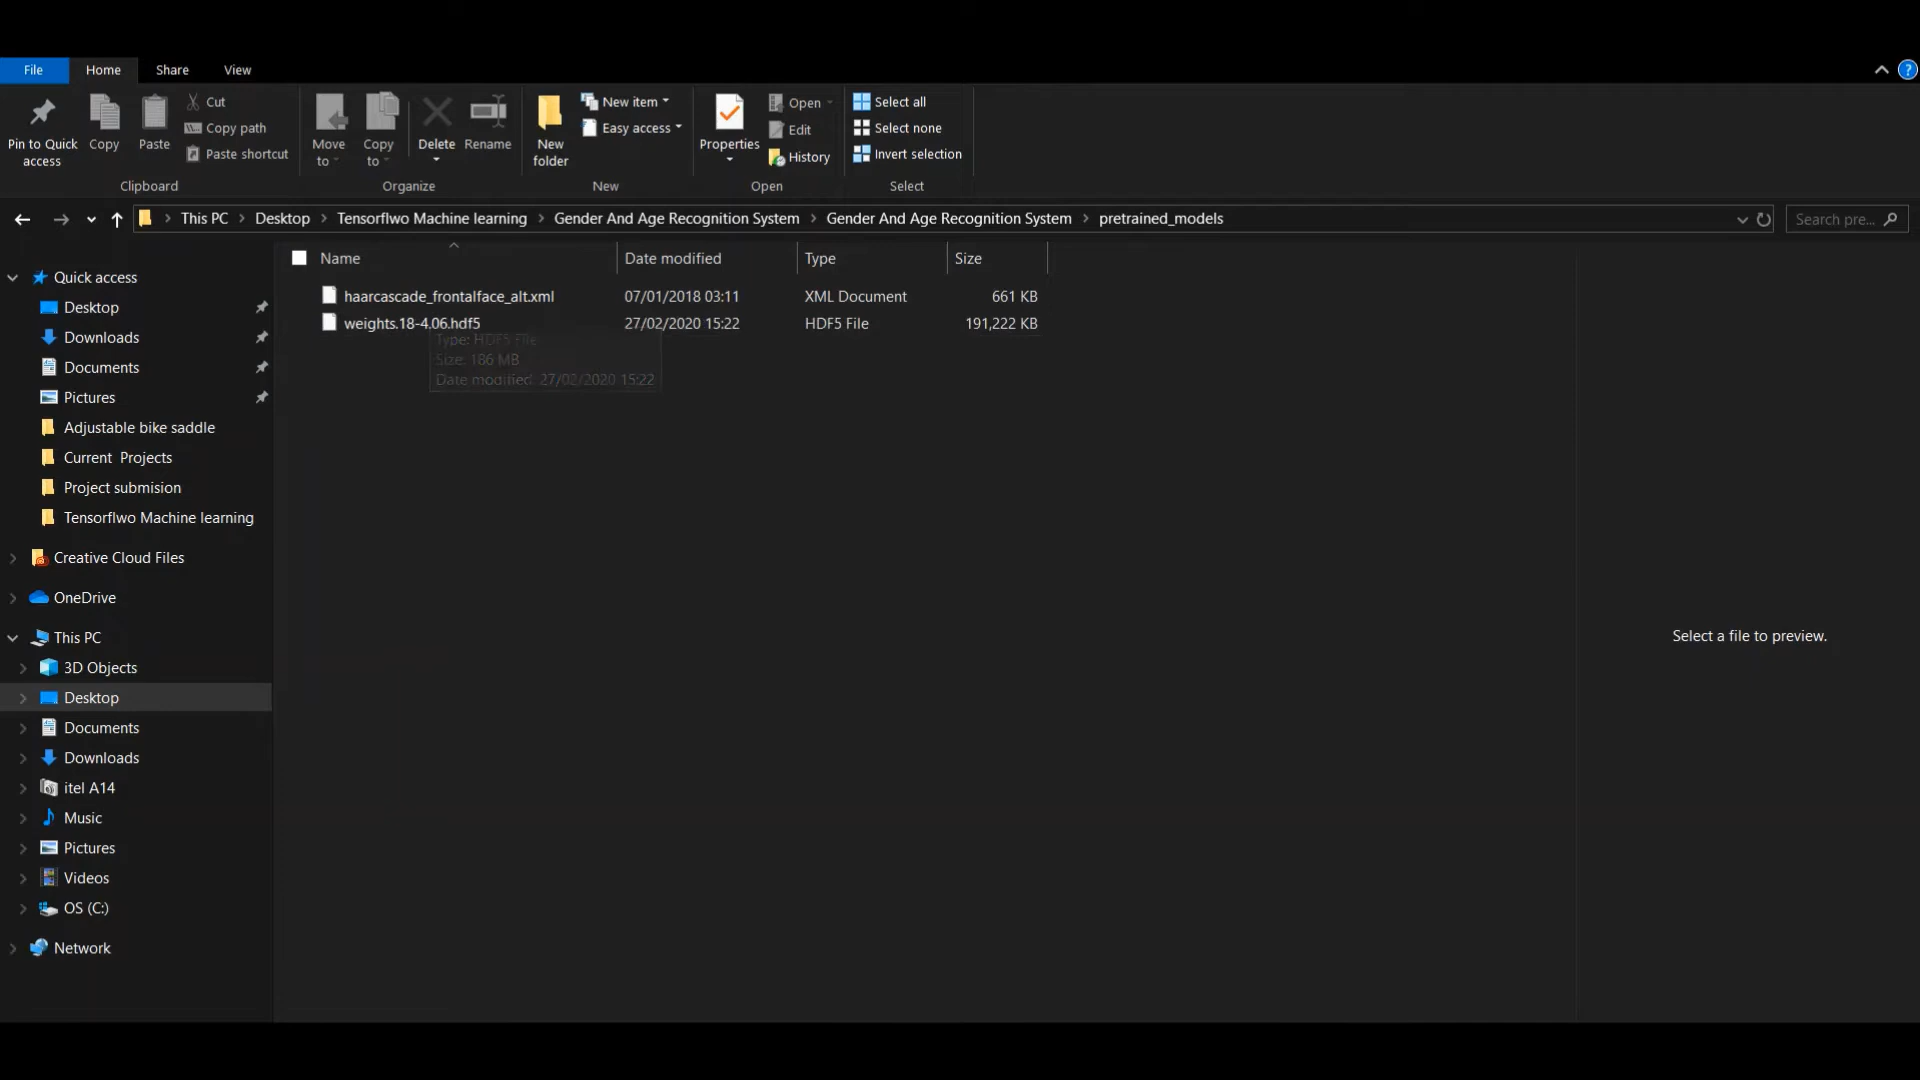 File Home Share View
Cut
Copy path
Paste shortcut
Pin to Quick access
Copy
Paste
Move to
Copy to
Delete
Rename
New folder
New item
Easy access
Properties
Open
Edit
History
Select all
Select none
Invert selection
Clipboard Organize New Open Select
This PC Desktop Tensorflwo Machine learning Gender And Age Recognition System Gender And Age Recognition System pretrained_models
Search pre...
Name Date modified Type Size
haarcascade_frontalface_alt.xml 07/01/2018 03:11 XML Document 661 KB
weights.18-4.06.hdf5 27/02/2020 15:22 HDF5 File 191,222 KB
Type: HDF5 File
Size: 186 MB
Date modified: 27/02/2020 15:22
Quick access
Desktop
Downloads
Documents
Pictures
Adjustable bike saddle
Current Projects
Project submision
Tensorflwo Machine learning
Creative Cloud Files
OneDrive
This PC
3D Objects
Desktop
Documents
Downloads
itel A14
Music
Pictures
Videos
OS (C:)
Network
Select a file to preview.